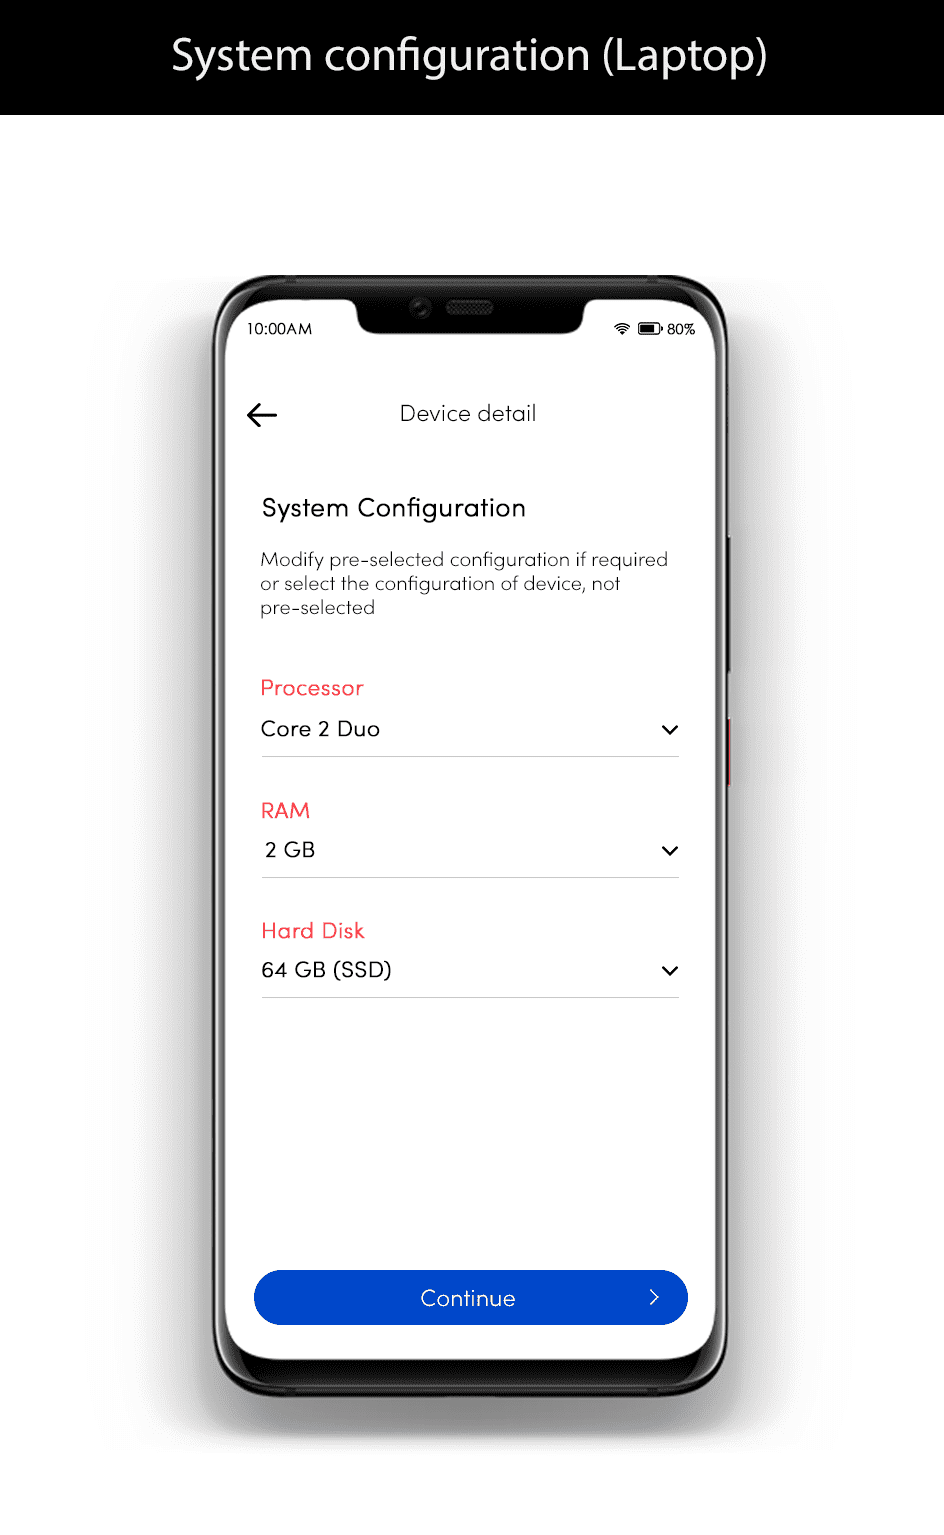 System configuration (Laptop)
10:00AM
80%
Device detail
System Configuration
Modify pre-selected configuration if required
or select the configuration of device, not
pre-selected
Processor
Core 2 Duo
RAM
2 GB
Hard Disk
64 GB (SSD)
Continue